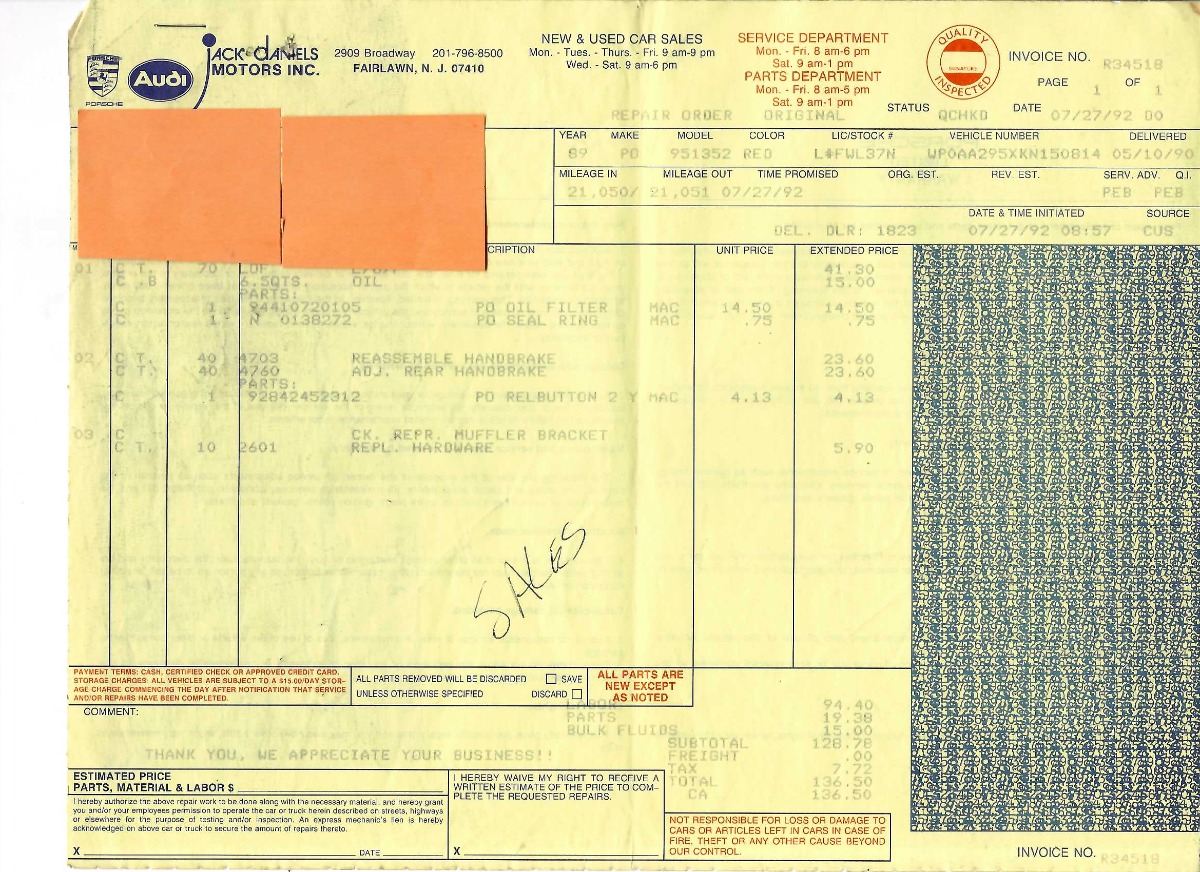 PORSCHE
Audi
JACK DANIELS
MOTORS INC.
2909 Broadway 201-796-8500
FAIRLAWN, N. J. 07410
NEW & USED CAR SALES
Mon. - Tues. - Thurs. - Fri. 9 am-9 pm
Wed. - Sat. 9 am-6 pm
SERVICE DEPARTMENT
Mon. - Fri. 8 am-6 pm
Sat. 9 am-1 pm
PARTS DEPARTMENT
Mon. - Fri. 8 am-5 pm
Sat. 9 am-1 pm
QUALITY
SIGNATURE
INSPECTED
INVOICE NO. R34518
PAGE 1 OF 1
STATUS QCHKD DATE 07/27/92 00
REPAIR ORDER ORIGINAL
YEAR MAKE MODEL COLOR LIC/STOCK # VEHICLE NUMBER DELIVERED
89 PO 951352 RED L#FWL37N WP0AA295XKN150814 05/10/90
MILEAGE IN MILEAGE OUT TIME PROMISED ORG. EST. REV. EST. SERV. ADV. Q.I.
21,050/ 21,051 07/27/92 PEB PEB
DATE & TIME INITIATED SOURCE
DEL. DLR: 1823 07/27/92 08:57 CUS
CRIPTION UNIT PRICE EXTENDED PRICE
01 C T. 70 LOF 41.30
C .B 6.5QTS. OIL 15.00
PARTS:
C 1 94410720105 PO OIL FILTER MAC 14.50 14.50
C 1 N 0138272 PO SEAL RING MAC .75 .75
02 C T. 40 4703 REASSEMBLE HANDBRAKE 23.60
C T. 40 4760 ADJ. REAR HANDBRAKE 23.60
PARTS:
C 1 92842452312 PO RELBUTTON 2 Y MAC 4.13 4.13
03 C CK. REPR. MUFFLER BRACKET
C T. 10 2601 REPL. HARDWARE 5.90
SALES
PAYMENT TERMS: CASH, CERTIFIED CHECK OR APPROVED CREDIT CARD.
STORAGE CHARGES: ALL VEHICLES ARE SUBJECT TO A $15.00/DAY STOR-
AGE CHARGE COMMENCING THE DAY AFTER NOTIFICATION THAT SERVICE
AND/OR REPAIRS HAVE BEEN COMPLETED.
ALL PARTS REMOVED WILL BE DISCARDED SAVE
UNLESS OTHERWISE SPECIFIED DISCARD
ALL PARTS ARE
NEW EXCEPT
AS NOTED
COMMENT:
LABOR 94.40
PARTS 19.38
BULK FLUIDS 15.00
SUBTOTAL 128.78
THANK YOU, WE APPRECIATE YOUR BUSINESS!!
FREIGHT .00
TAX 7.72
TOTAL 136.50
CA 136.50
ESTIMATED PRICE
PARTS, MATERIAL & LABOR $
I hereby authorize the above repair work to be done along with the necessary material, and hereby grant
you and/or your employees permission to operate the car or truck herein described on streets, highways
or elsewhere for the purpose of testing and/or inspection. An express mechanic's lien is hereby
acknowledged on above car or truck to secure the amount of repairs thereto.
X DATE
I HEREBY WAIVE MY RIGHT TO RECEIVE A
WRITTEN ESTIMATE OF THE PRICE TO COM-
PLETE THE REQUESTED REPAIRS.
X
NOT RESPONSIBLE FOR LOSS OR DAMAGE TO
CARS OR ARTICLES LEFT IN CARS IN CASE OF
FIRE, THEFT OR ANY OTHER CAUSE BEYOND
OUR CONTROL.
INVOICE NO. R34518